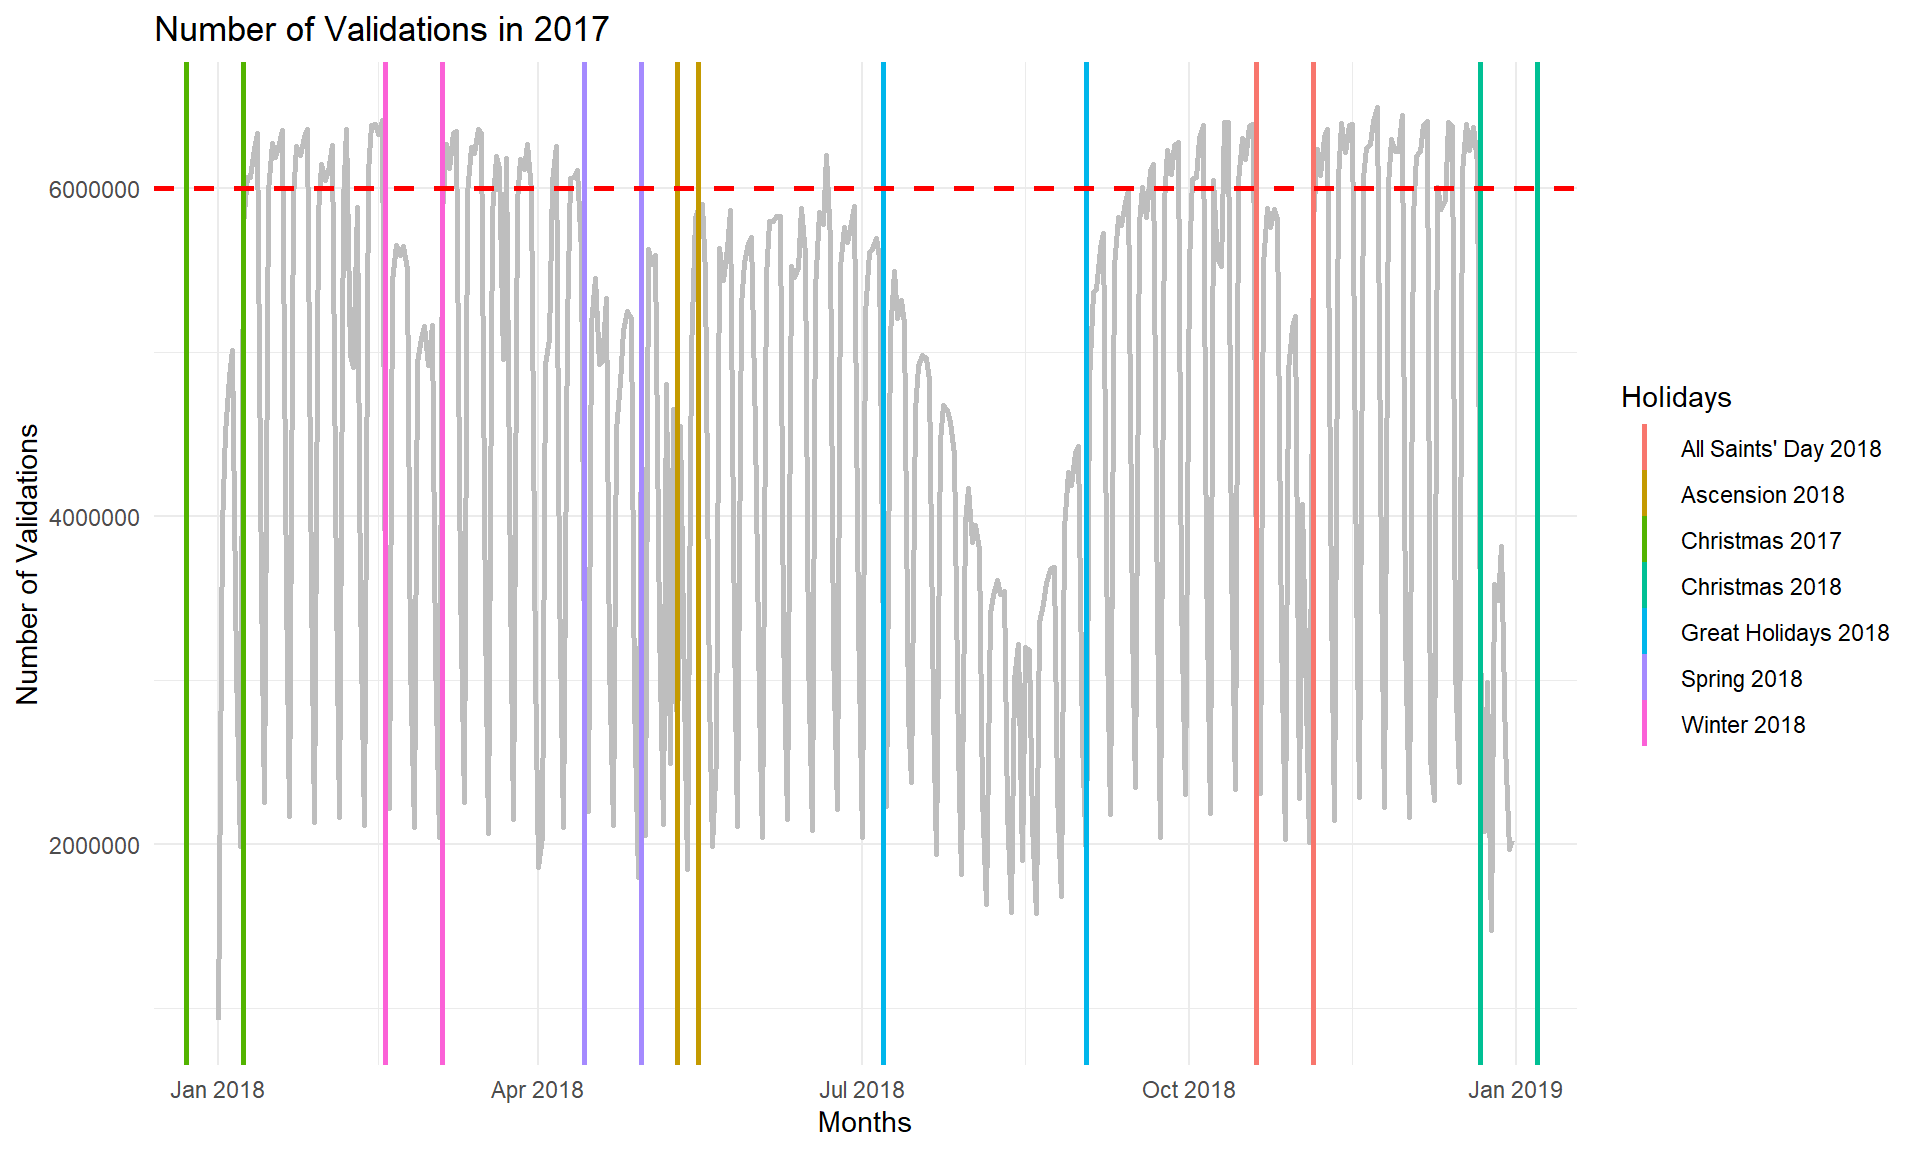 Number of Validations in 2017
Number of Validations
6000000
4000000
2000000
Jan 2018
Apr 2018
Jul 2018
Oct 2018
Jan 2019
Months
Holidays
All Saints' Day 2018
Ascension 2018
Christmas 2017
Christmas 2018
Great Holidays 2018
Spring 2018
Winter 2018